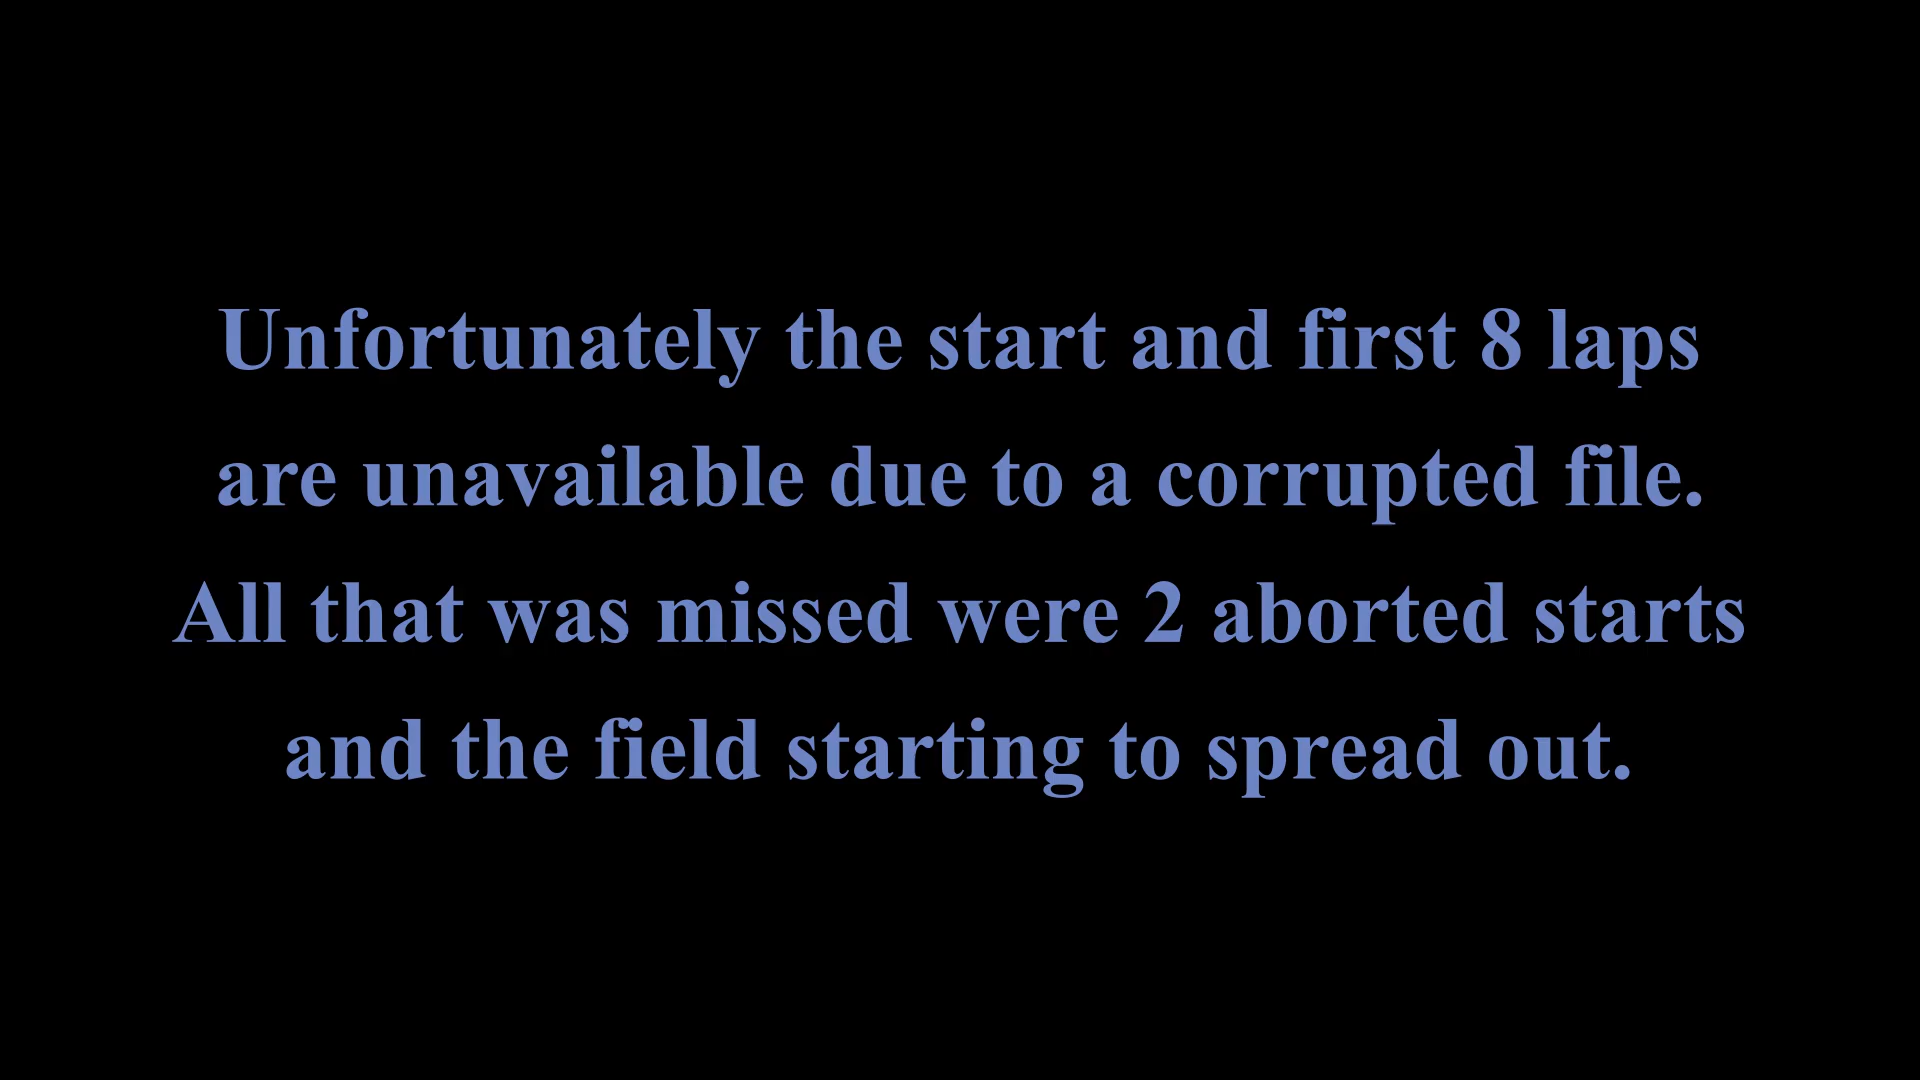 Unfortunately the start and first 8 laps
are unavailable due to a corrupted file.
All that was missed were 2 aborted starts
and the field starting to spread out.